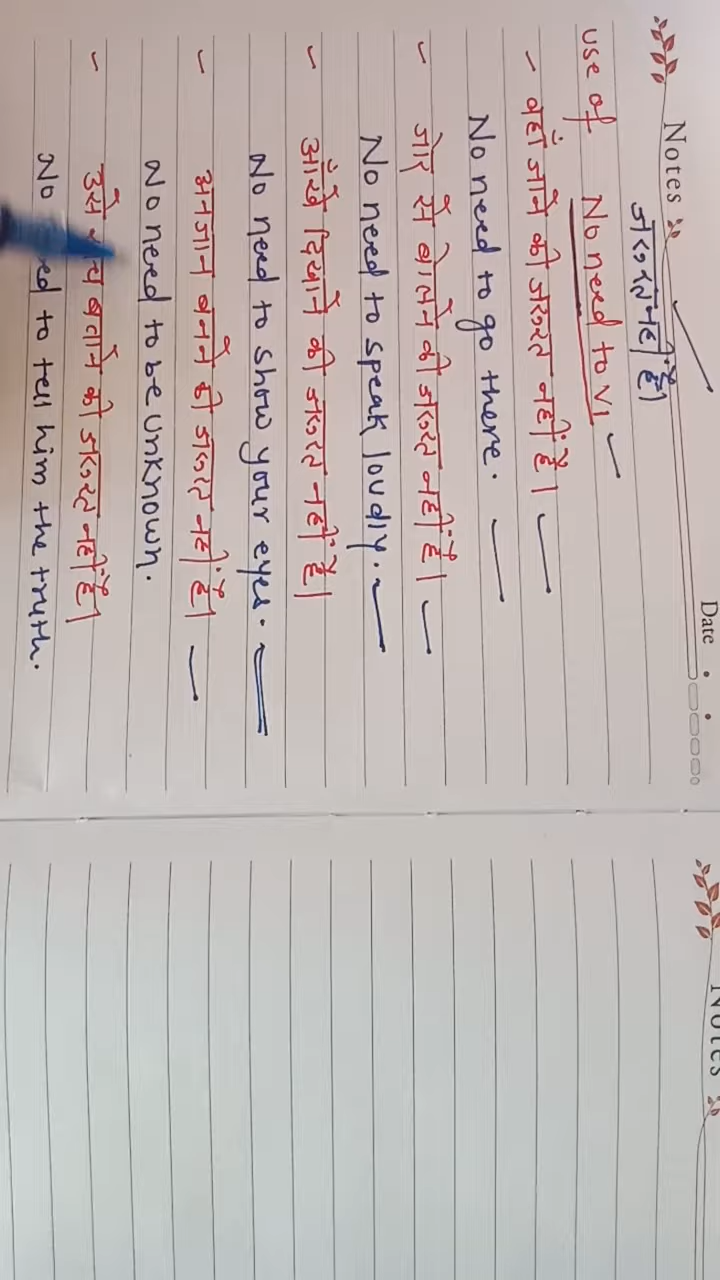 Notes
Date
जरूरत नही है।
use of No need to V1
वहाँ जाने की जरूरत नहीं है।
No need to go there.
जोर से बोलने की जरूरत नही है।
No need to speak loudly.
आँखे दिखाने की जरूरत नही है।
No need to show your eyes.
अनजान बनने की जरूरत नही है।
No need to be unknown.
उसे बताने की जरूरत नही है।
No to tell him the truth.
Notes